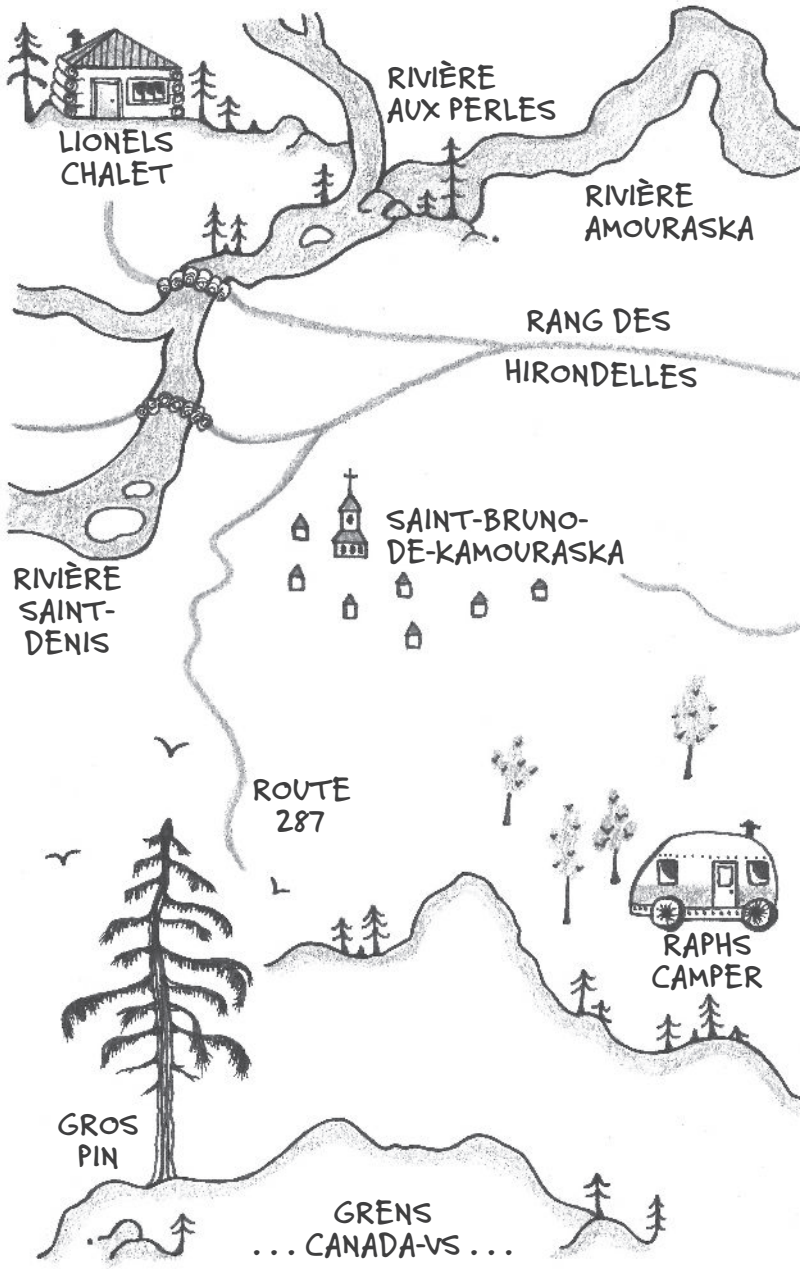 RIVIÈRE
AUX PERLES
LIONELS
CHALET
RIVIÈRE
AMOURASKA
RANG DES
HIRONDELLES
SAINT-BRUNO-
DE-KAMOURASKA
RIVIÈRE
SAINT-
DENIS
ROUTE
287
RAPHS
CAMPER
GROS
PIN
GRENS
... CANADA-VS ...